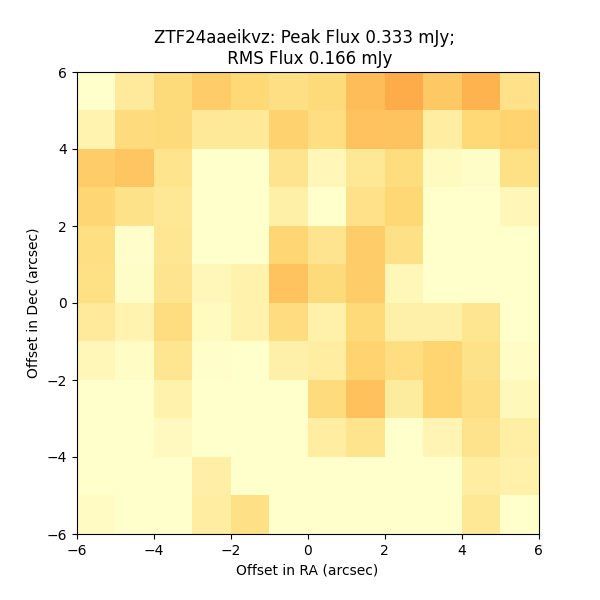 ZTF24aaeikvz: Peak Flux 0.333 mJy;
RMS Flux 0.166 mJy
6
4
2
0
−2
−4
−6
Offset in Dec (arcsec)
−6 −4 −2 0 2 4 6
Offset in RA (arcsec)